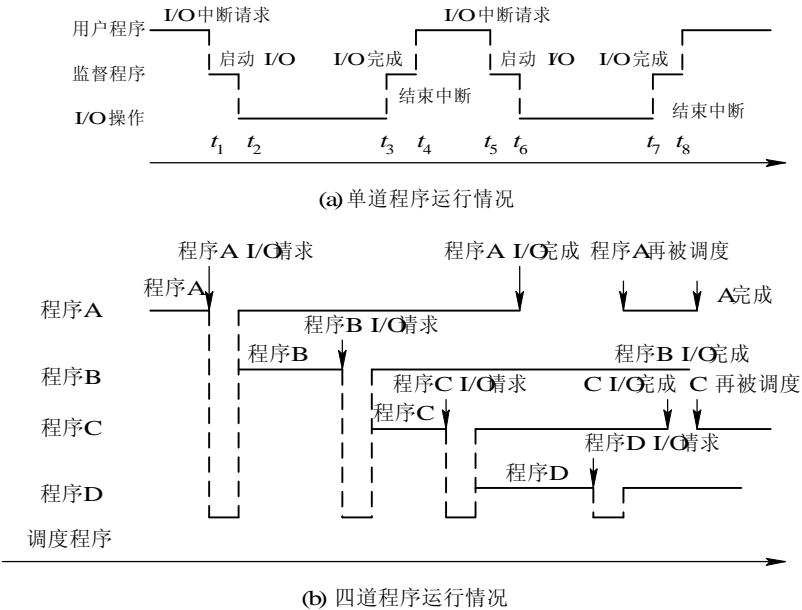 I/O中断请求 I/O中断请求
用户程序
启动 I/O I/O完成 启动 I/O I/O完成
监督程序
结束中断 结束中断
I/O操作
t1 t2 t3 t4 t5 t6 t7 t8
(a) 单道程序运行情况
程序A I/O请求 程序A I/O完成 程序A再被调度
程序A
A完成
程序A
程序B I/O请求
程序B 程序B I/O完成
程序B
程序C I/O请求 C I/O完成 C 再被调度
程序C
程序C
程序D I/O请求
程序D
程序D
调度程序
(b) 四道程序运行情况